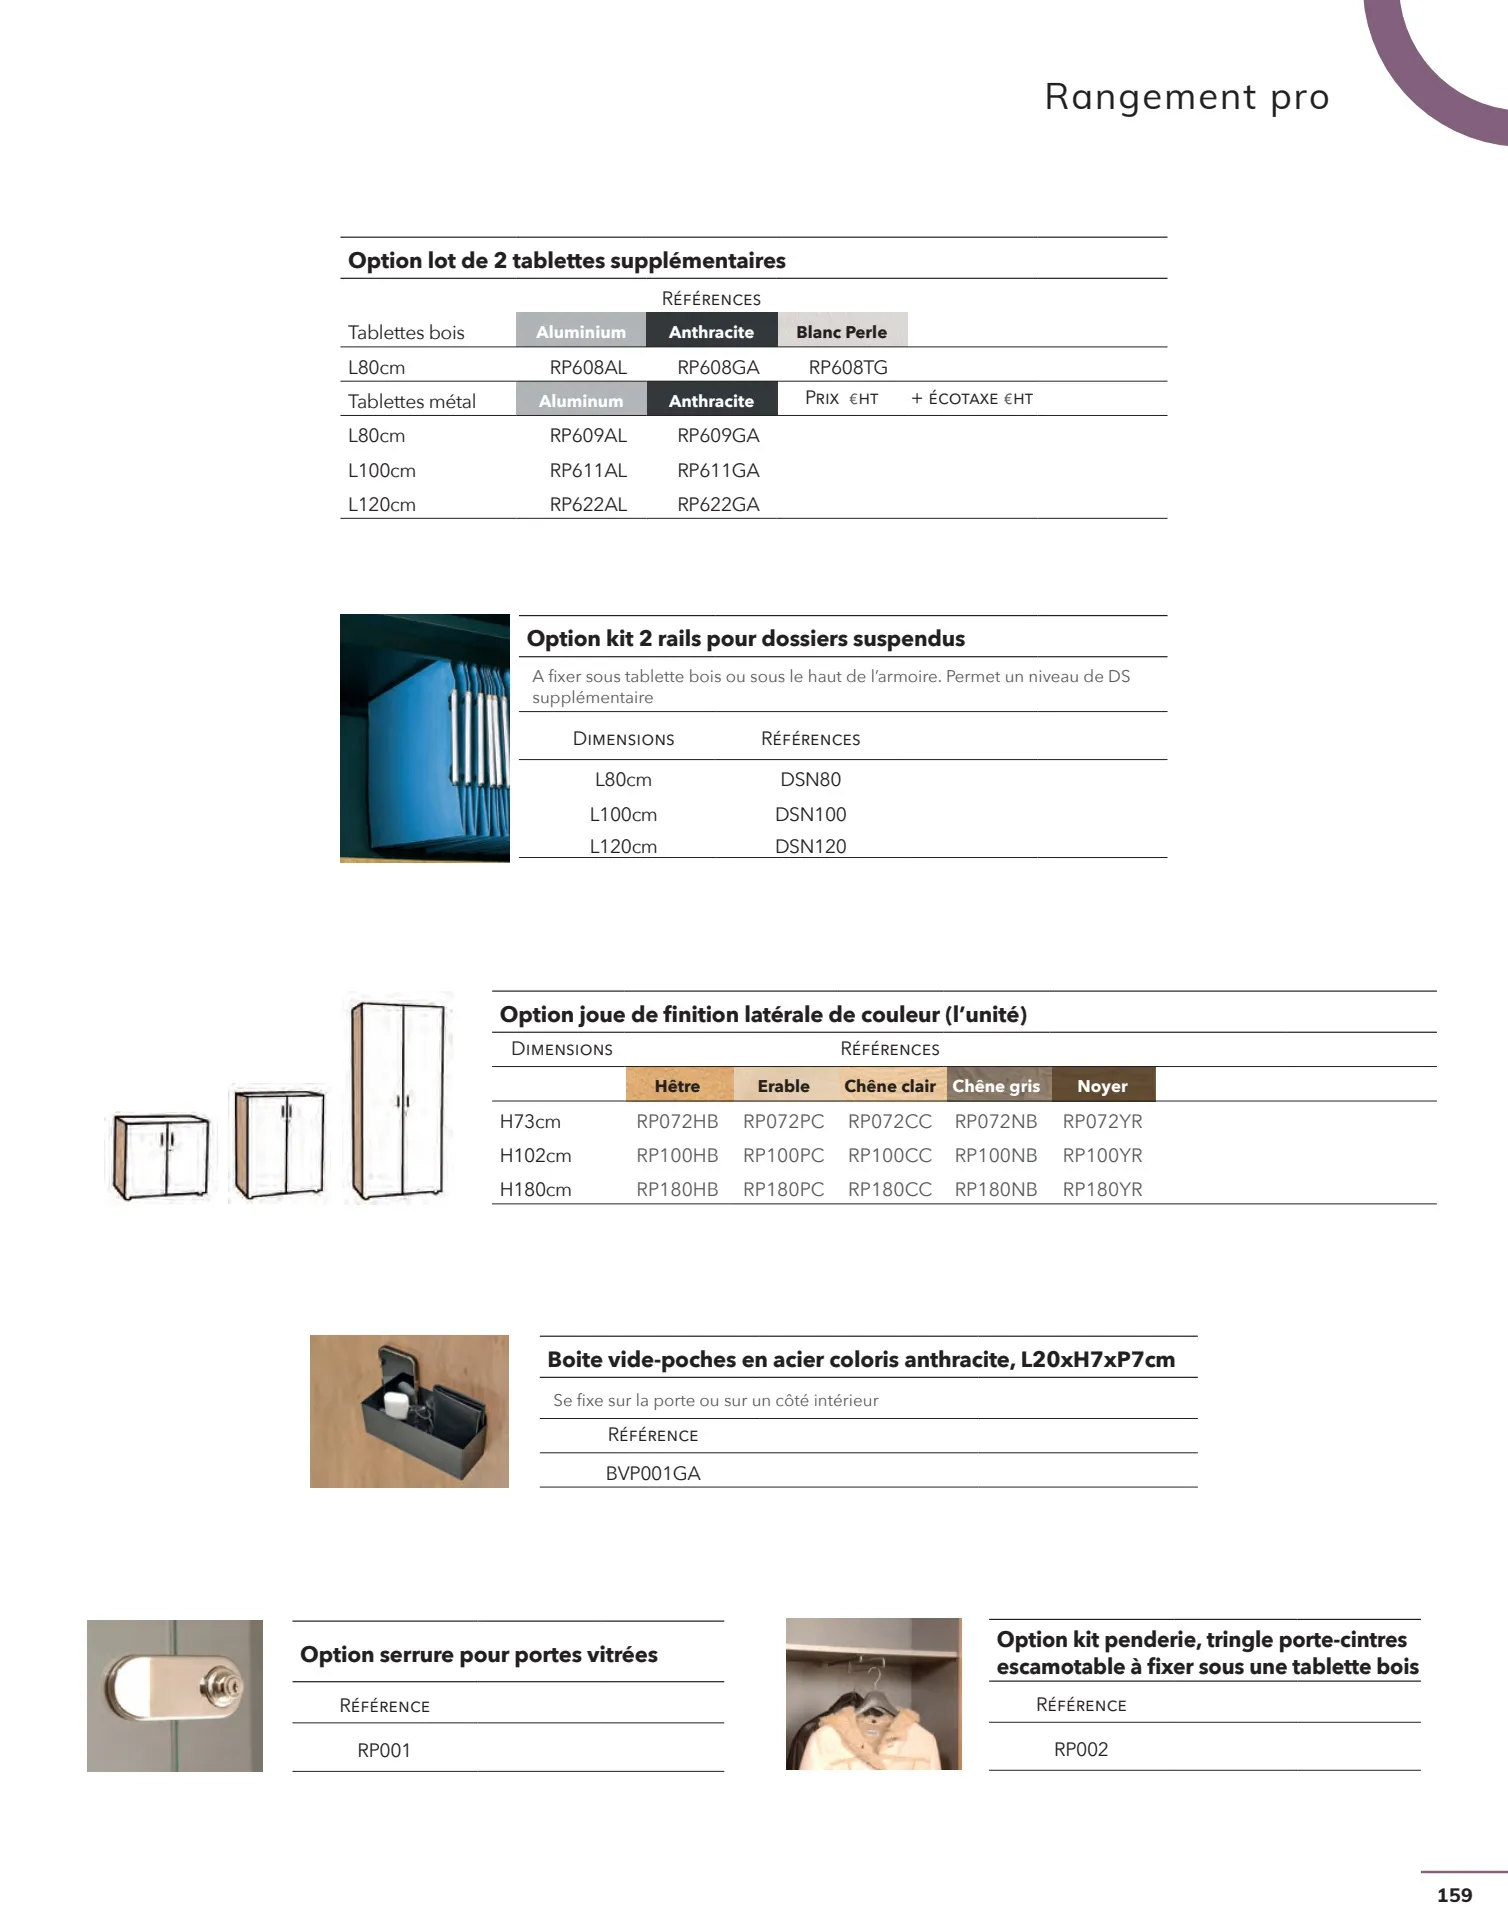 Rangement pro
Option lot de 2 tablettes supplémentaires
Références
Tablettes bois Aluminium Anthracite Blanc Perle
L80cm RP608AL RP608GA RP608TG
Tablettes métal Aluminum Anthracite Prix €ht + écotaxe €ht
L80cm RP609AL RP609GA
L100cm RP611AL RP611GA
L120cm RP622AL RP622GA
Option kit 2 rails pour dossiers suspendus
A fixer sous tablette bois ou sous le haut de l’armoire. Permet un niveau de DS
supplémentaire
Dimensions Références
L80cm DSN80
L100cm DSN100
L120cm DSN120
Option joue de finition latérale de couleur (l’unité)
Dimensions Références
Hêtre Erable Chêne clair Chêne gris Noyer
H73cm RP072HB RP072PC RP072CC RP072NB RP072YR
H102cm RP100HB RP100PC RP100CC RP100NB RP100YR
H180cm RP180HB RP180PC RP180CC RP180NB RP180YR
Boite vide-poches en acier coloris anthracite, L20xH7xP7cm
Se fixe sur la porte ou sur un côté intérieur
Référence
BVP001GA
Option serrure pour portes vitrées
Référence
RP001
Option kit penderie, tringle porte-cintres
escamotable à fixer sous une tablette bois
Référence
RP002
159